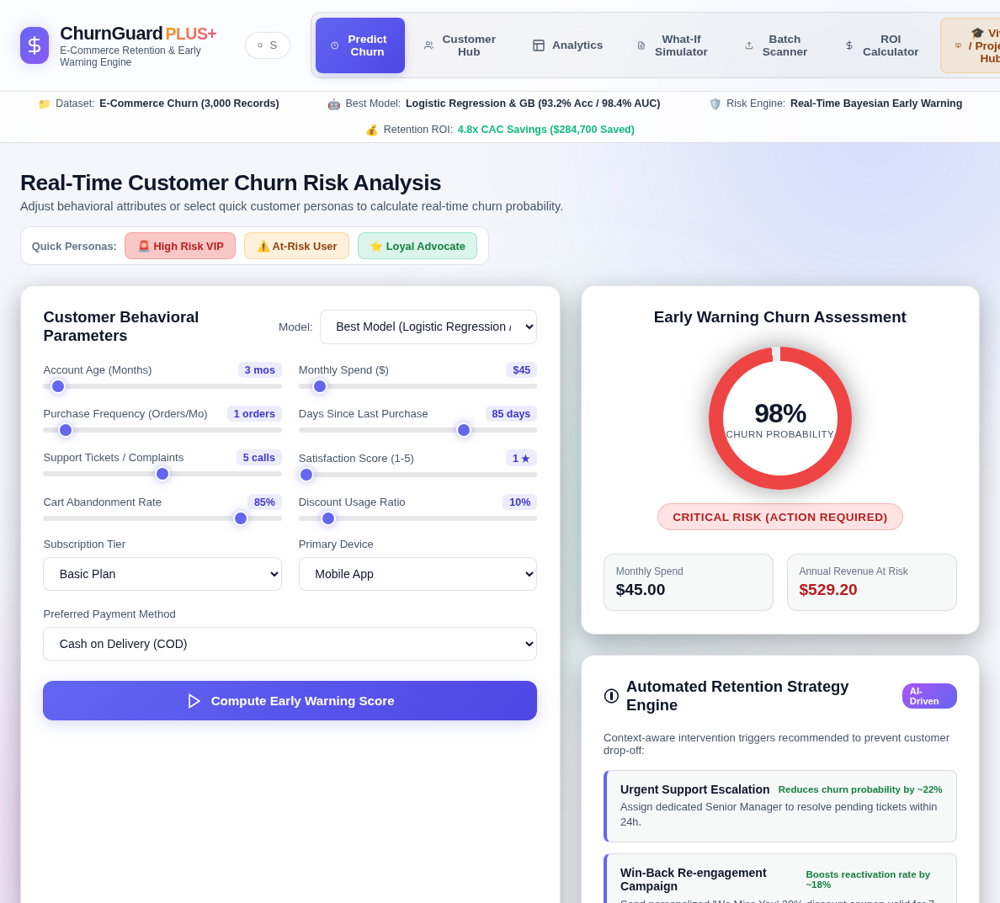 ChurnGuard PLUS+
E-Commerce Retention & Early
Warning Engine
S
Predict
Churn
Customer
Hub
Analytics
What-If
Simulator
Batch
Scanner
ROI
Calculator
🎓 Vi
/ Proje
Hub
📁 Dataset: E-Commerce Churn (3,000 Records)
🤖 Best Model: Logistic Regression & GB (93.2% Acc / 98.4% AUC)
🛡️ Risk Engine: Real-Time Bayesian Early Warning
💰 Retention ROI: 4.8x CAC Savings ($284,700 Saved)
Real-Time Customer Churn Risk Analysis
Adjust behavioral attributes or select quick customer personas to calculate real-time churn probability.
Quick Personas: 🚨 High Risk VIP ⚠️ At-Risk User ⭐ Loyal Advocate
Customer Behavioral
Parameters
Model: Best Model (Logistic Regression /
Account Age (Months) 3 mos
Monthly Spend ($) $45
Purchase Frequency (Orders/Mo) 1 orders
Days Since Last Purchase 85 days
Support Tickets / Complaints 5 calls
Satisfaction Score (1-5) 1 ★
Cart Abandonment Rate 85%
Discount Usage Ratio 10%
Subscription Tier
Basic Plan
Primary Device
Mobile App
Preferred Payment Method
Cash on Delivery (COD)
Compute Early Warning Score
Early Warning Churn Assessment
98%
CHURN PROBABILITY
CRITICAL RISK (ACTION REQUIRED)
Monthly Spend
$45.00
Annual Revenue At Risk
$529.20
Automated Retention Strategy
Engine
AI-
Driven
Context-aware intervention triggers recommended to prevent customer
drop-off:
Urgent Support Escalation Reduces churn probability by ~22%
Assign dedicated Senior Manager to resolve pending tickets within
24h.
Win-Back Re-engagement
Campaign
Boosts reactivation rate by
~18%
Send personalized 'We Miss You' 20% discount coupon valid for 7